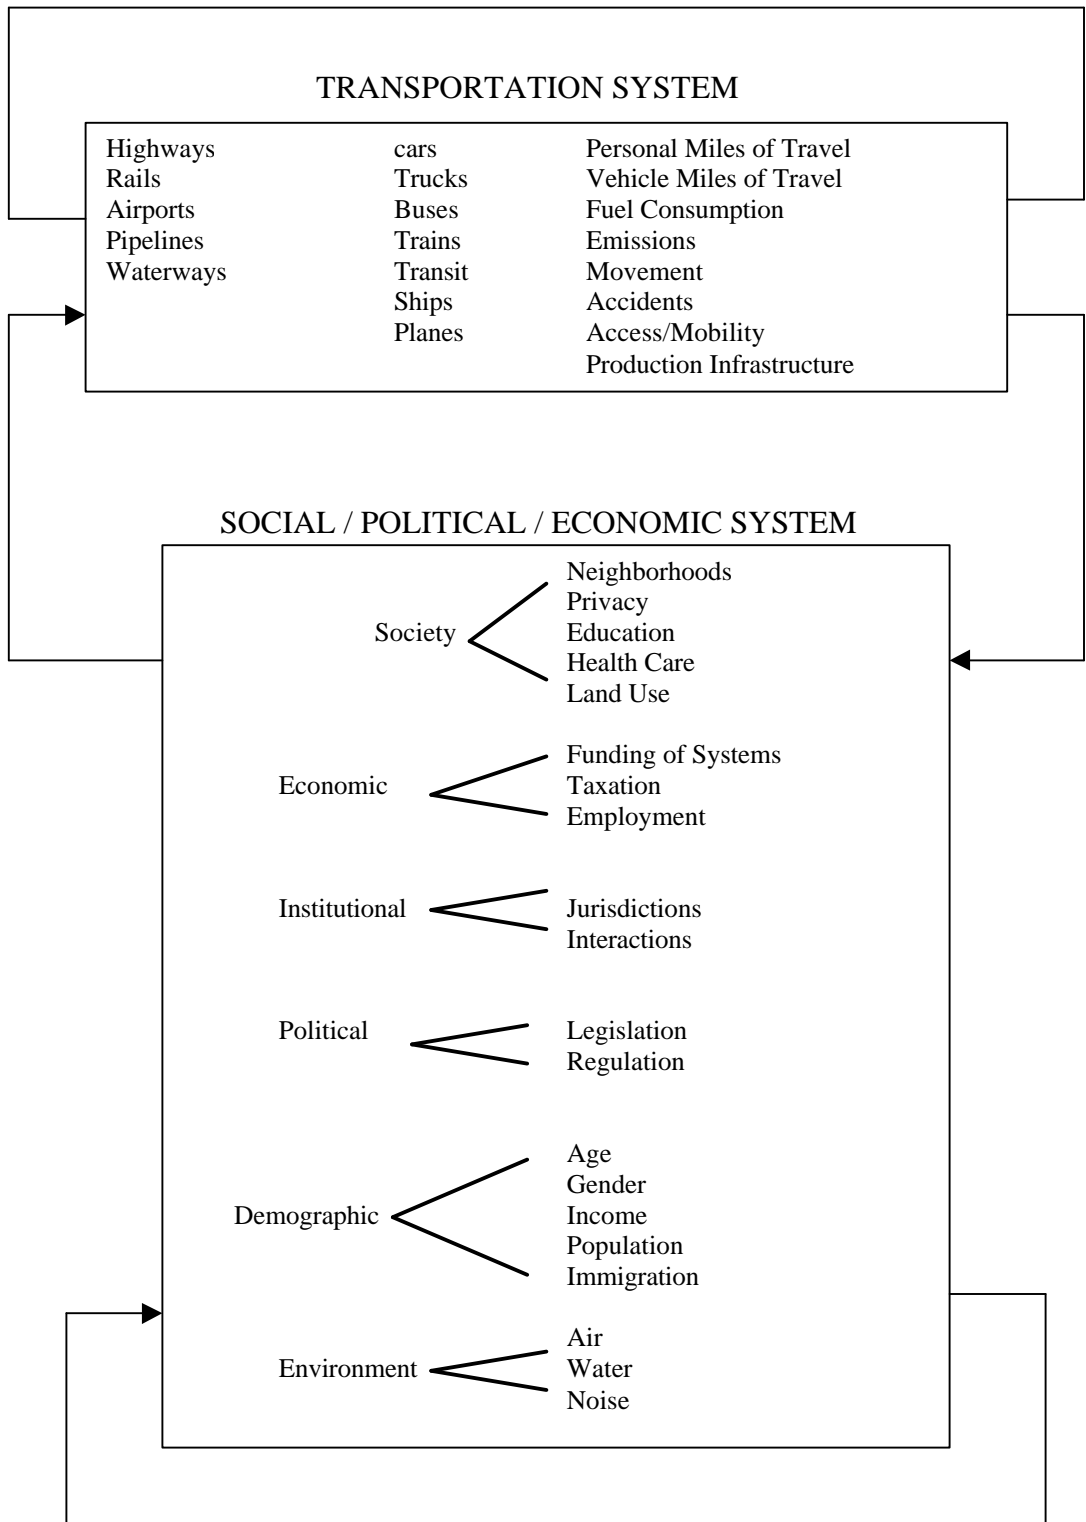 TRANSPORTATION SYSTEM
Highways
Rails
Airports
Pipelines
Waterways
cars
Trucks
Buses
Trains
Transit
Ships
Planes
Personal Miles of Travel
Vehicle Miles of Travel
Fuel Consumption
Emissions
Movement
Accidents
Access/Mobility
Production Infrastructure
SOCIAL / POLITICAL / ECONOMIC SYSTEM
Society
Neighborhoods
Privacy
Education
Health Care
Land Use
Economic
Funding of Systems
Taxation
Employment
Institutional
Jurisdictions
Interactions
Political
Legislation
Regulation
Demographic
Age
Gender
Income
Population
Immigration
Environment
Air
Water
Noise